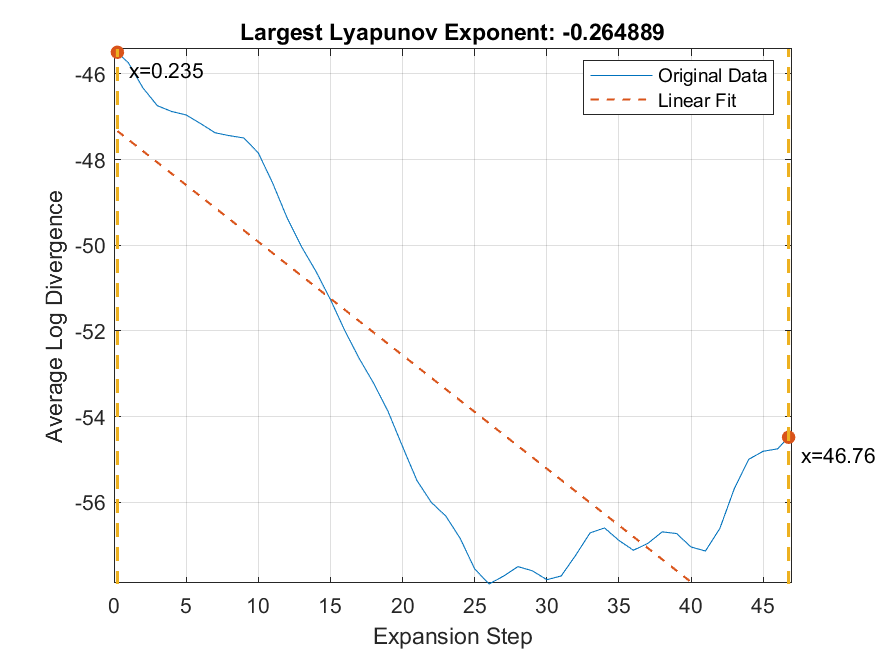 Largest Lyapunov Exponent: -0.264889
x=0.235
Original Data
Linear Fit
-46
-48
-50
-52
-54
-56
Average Log Divergence
x=46.76
0 5 10 15 20 25 30 35 40 45
Expansion Step